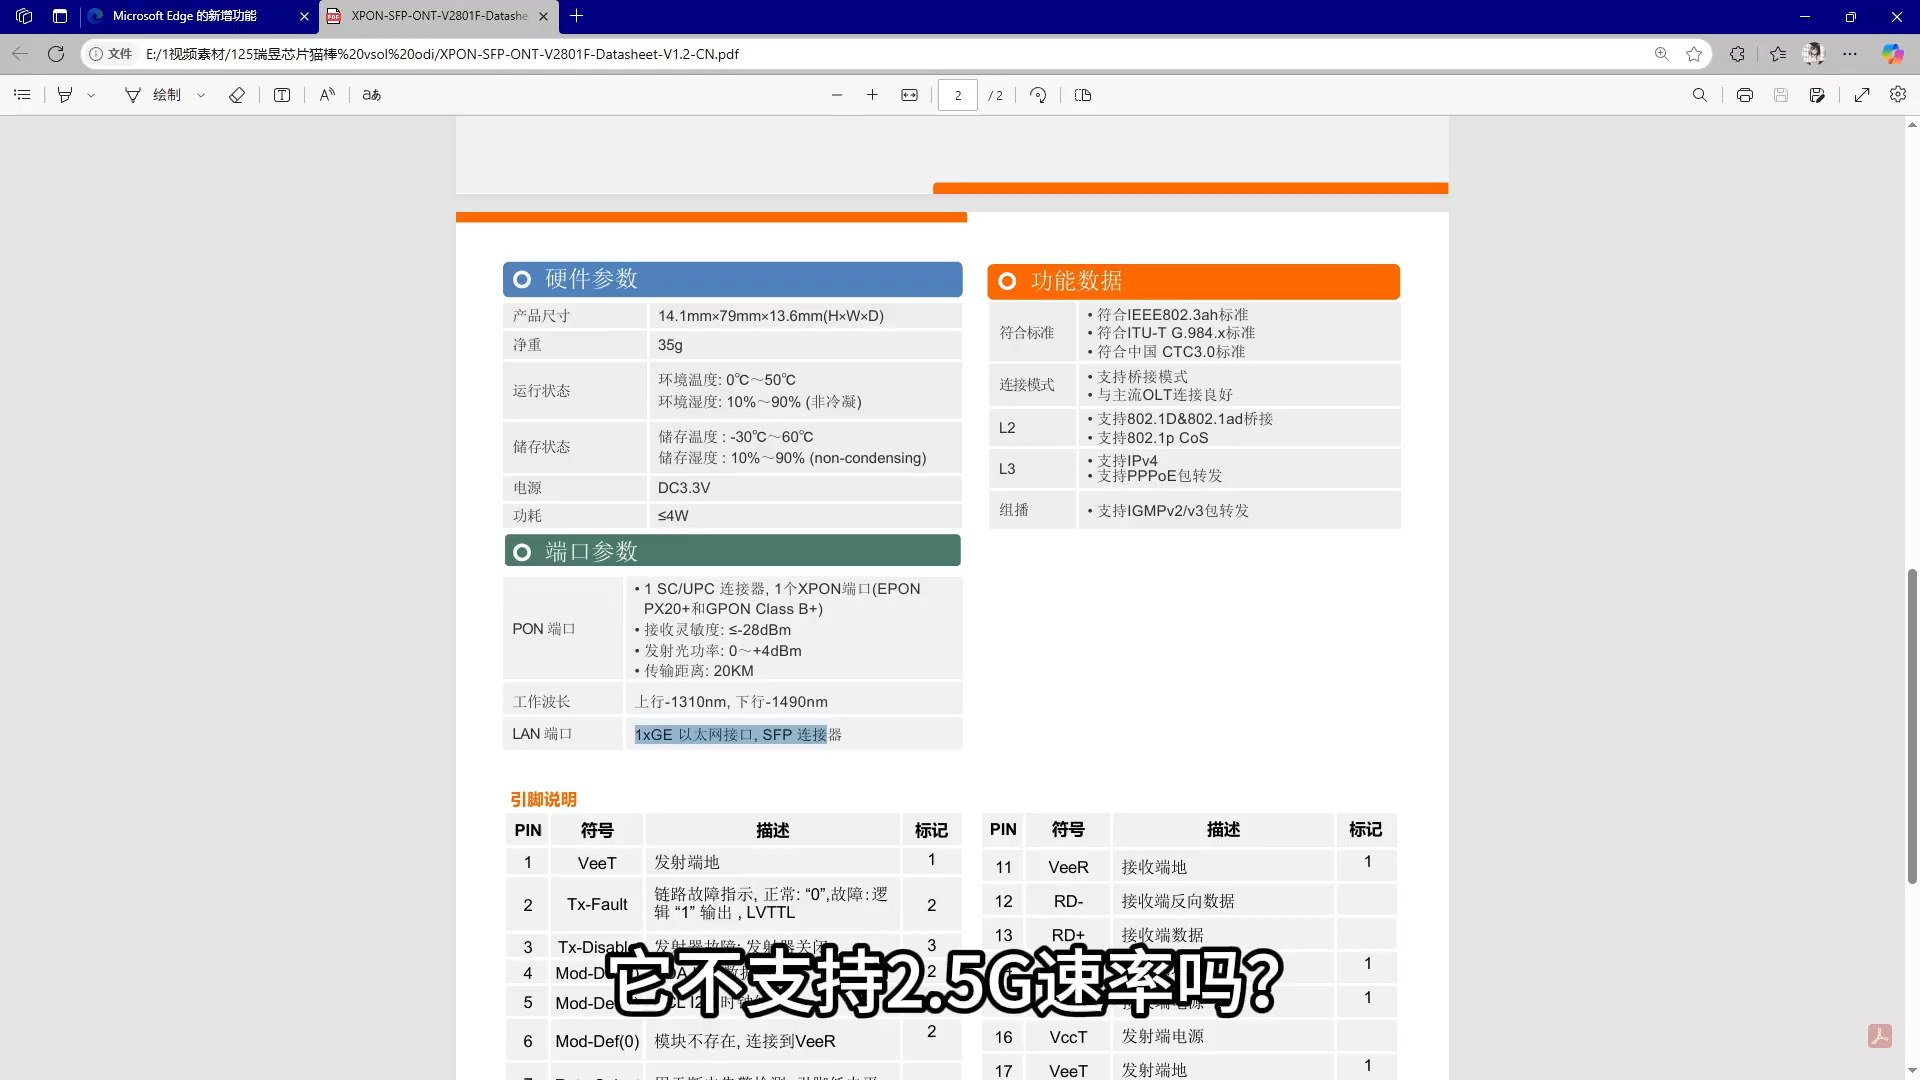 Microsoft Edge 的新增功能
XPON-SFP-ONT-V2801F-Datashe
文件
E:/1视频素材/125瑞昱芯片猫棒%20vsol%20odi/XPON-SFP-ONT-V2801F-Datasheet-V1.2-CN.pdf
绘制
2 / 2
硬件参数
产品尺寸 14.1mm×79mm×13.6mm(H×W×D)
净重 35g
运行状态
环境温度: 0℃～50℃
环境湿度: 10%～90% (非冷凝)
储存状态
储存温度 : -30℃～60℃
储存湿度 : 10%～90% (non-condensing)
电源 DC3.3V
功耗 ≤4W
端口参数
PON 端口
• 1 SC/UPC 连接器, 1个XPON端口(EPON
PX20+和GPON Class B+)
• 接收灵敏度: ≤-28dBm
• 发射光功率: 0～+4dBm
• 传输距离: 20KM
工作波长 上行-1310nm, 下行-1490nm
LAN 端口 1xGE 以太网接口, SFP 连接器
功能数据
符合标准
• 符合IEEE802.3ah标准
• 符合ITU-T G.984.x标准
• 符合中国 CTC3.0标准
连接模式
• 支持桥接模式
• 与主流OLT连接良好
L2
• 支持802.1D&802.1ad桥接
• 支持802.1p CoS
L3
• 支持IPv4
• 支持PPPoE包转发
组播 • 支持IGMPv2/v3包转发
引脚说明
PIN 符号 描述 标记
1 VeeT 发射端地 1
2 Tx-Fault 链路故障指示, 正常: “0”,故障：逻
辑 “1” 输出 , LVTTL 2
3 Tx-Disable 发射器故障; 发射器关闭 3
4 Mod-D 2
5 Mod-De
6 Mod-Def(0) 模块不存在, 连接到VeeR 2
PIN 符号 描述 标记
11 VeeR 接收端地 1
12 RD- 接收端反向数据
13 RD+ 接收端数据
1
1
16 VccT 发射端电源
17 VeeT 发射端地 1
它不支持2.5G速率吗？